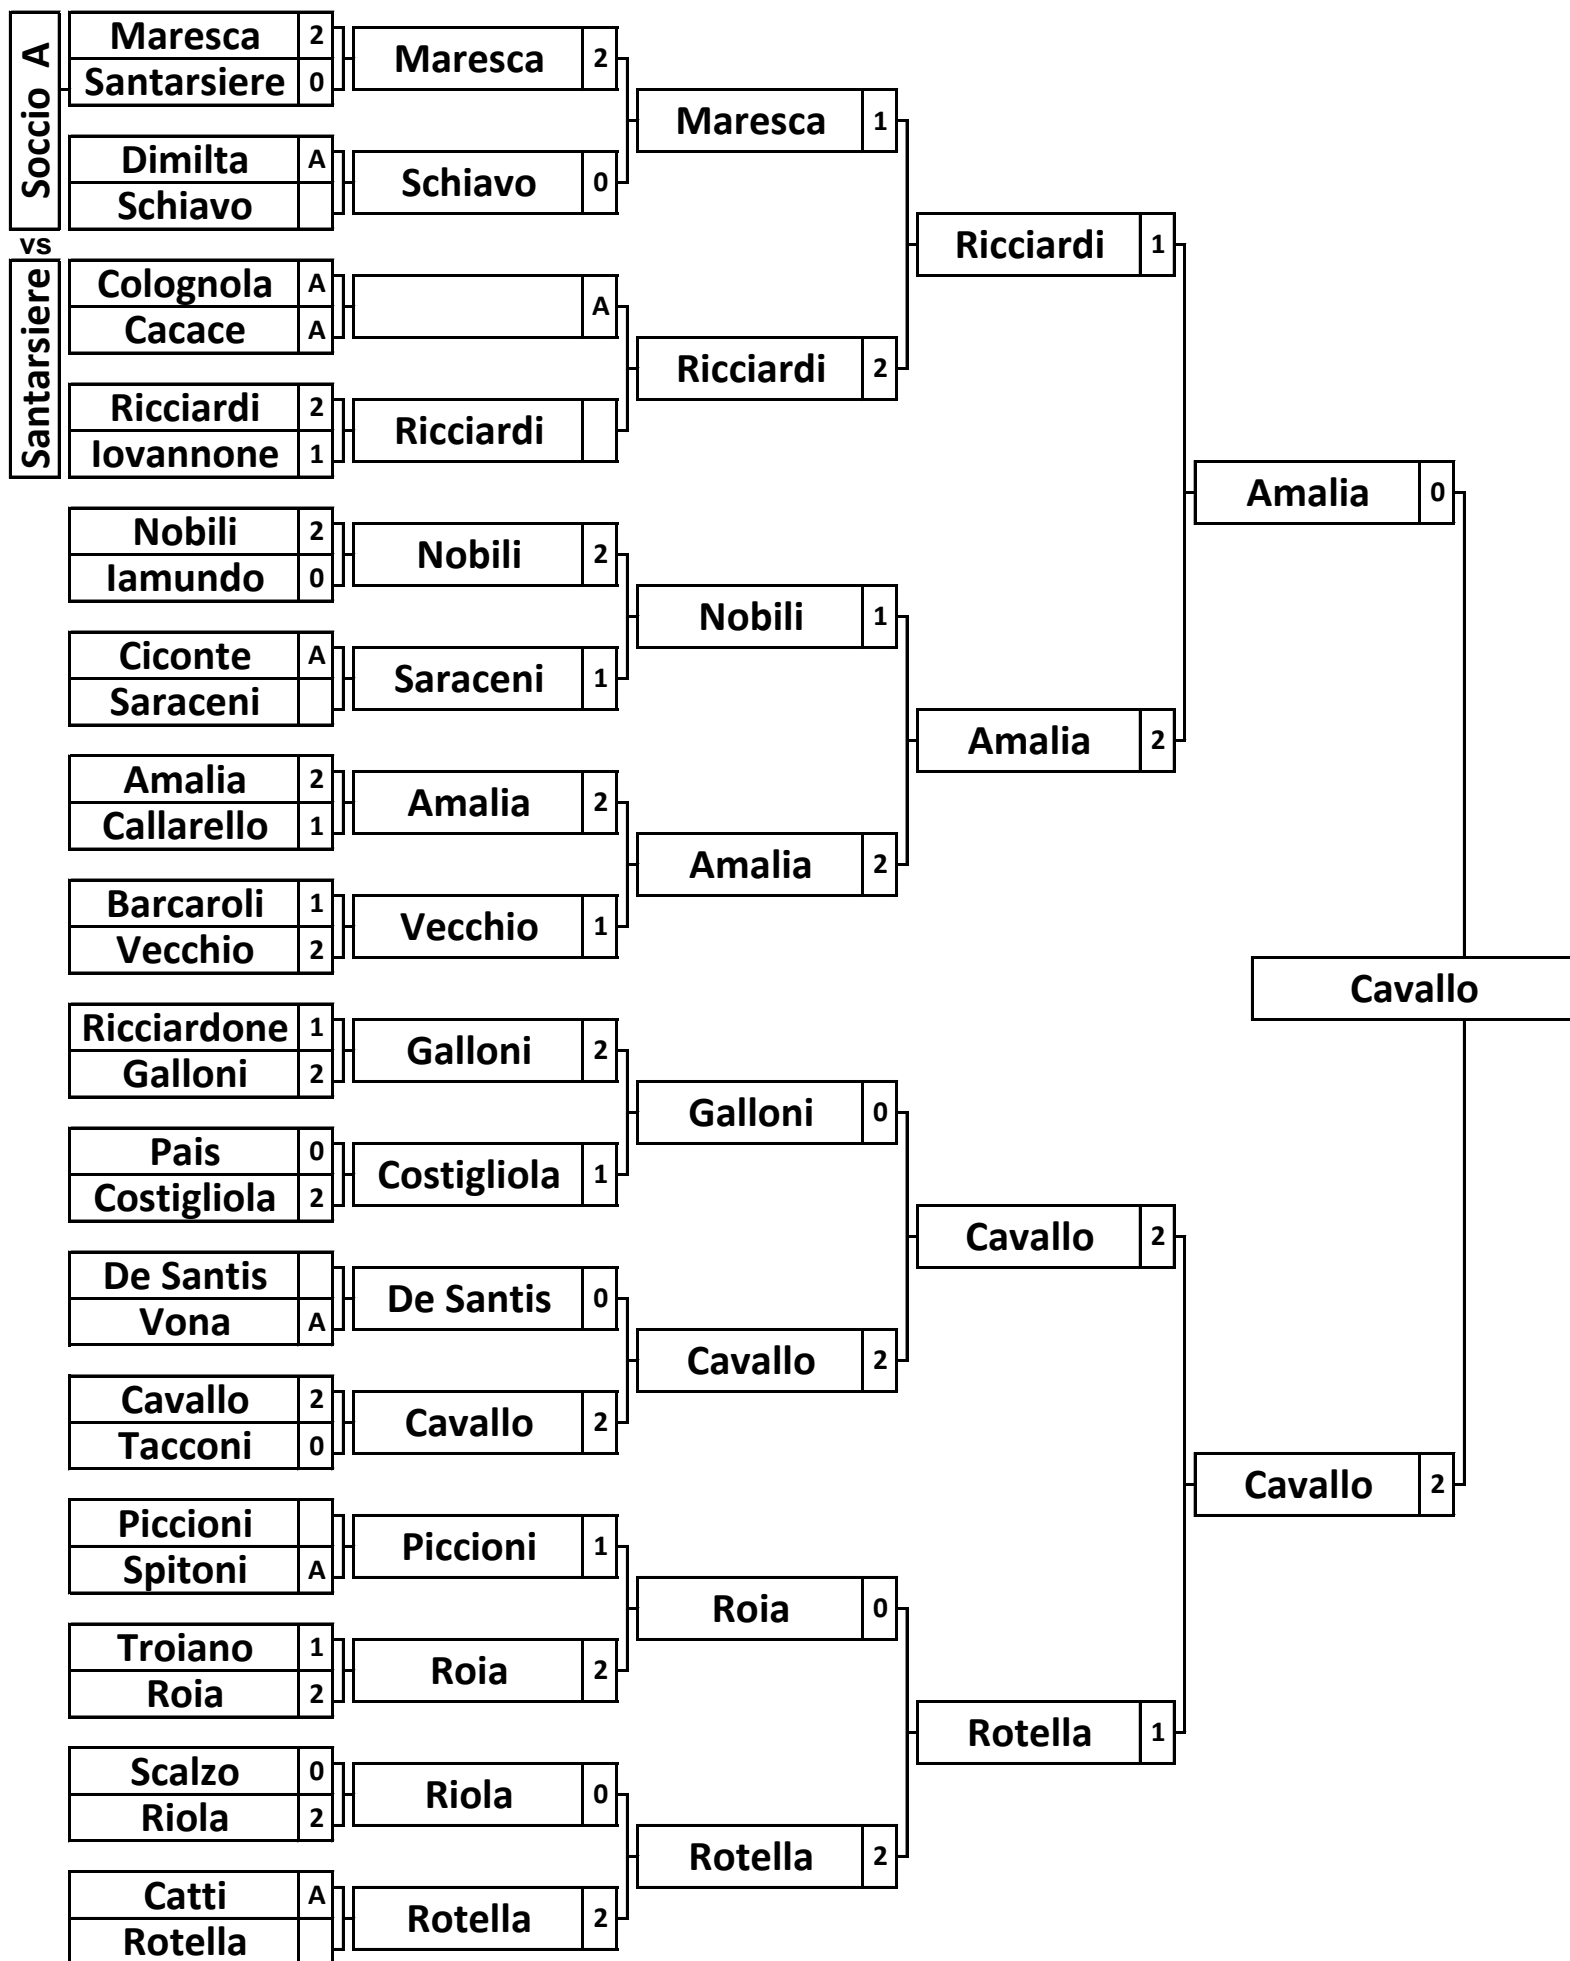 Soccio A
vs
Santarsiere
Maresca 2
Santarsiere 0
Dimilta A
Schiavo
Colognola A
Cacace A
Ricciardi 2
Iovannone 1
Nobili 2
Iamundo 0
Ciconte A
Saraceni
Amalia 2
Callarello 1
Barcaroli 1
Vecchio 2
Ricciardone 1
Galloni 2
Pais 0
Costigliola 2
De Santis
Vona A
Cavallo 2
Tacconi 0
Piccioni
Spitoni A
Troiano 1
Roia 2
Scalzo 0
Riola 2
Catti A
Rotella
Maresca 2
Schiavo 0
A
Ricciardi
Nobili 2
Saraceni 1
Amalia 2
Vecchio 1
Galloni 2
Costigliola 1
De Santis 0
Cavallo 2
Piccioni 1
Roia 2
Riola 0
Rotella 2
Maresca 1
Ricciardi 2
Nobili 1
Amalia 2
Galloni 0
Cavallo 2
Roia 0
Rotella 2
Ricciardi 1
Amalia 2
Cavallo 2
Rotella 1
Amalia 0
Cavallo 2
Cavallo